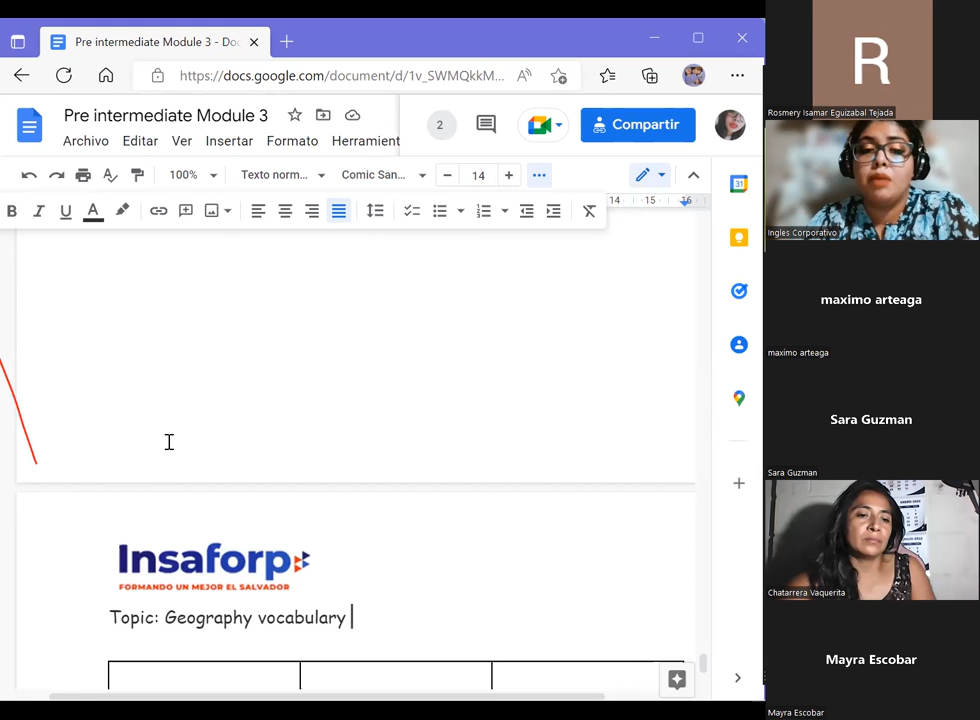 Pre intermediate Module 3 - Doc
https://docs.google.com/document/d/1v_SWMQkkM...
Pre intermediate Module 3
Archivo Editar Ver Insertar Formato Herramient
2
Compartir
100% Texto norm... Comic San... 14
B I U A
14 15 16
31
Insaforp
FORMANDO UN MEJOR EL SALVADOR
Topic: Geography vocabulary
R
Rosmery Isamar Eguizabal Tejada
Ingles Corporativo
maximo arteaga
maximo arteaga
Sara Guzman
Sara Guzman
Chatarrera Vaquerita
Mayra Escobar
Mayra Escobar